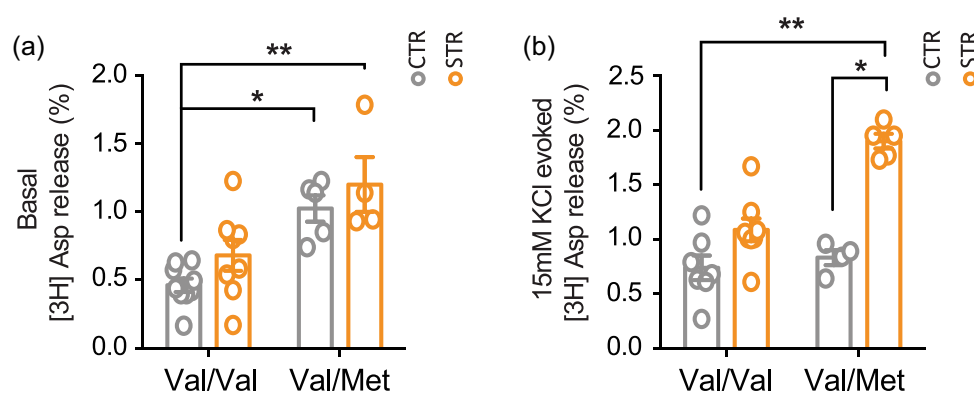 (a)
Basal
[3H] Asp release (%)
2.0
1.5
1.0
0.5
0.0
**
*
CTR
STR
Val/Val
Val/Met
(b)
15mM KCl evoked
[3H] Asp release (%)
2.5
2.0
1.5
1.0
0.5
0.0
**
*
CTR
STR
Val/Val
Val/Met